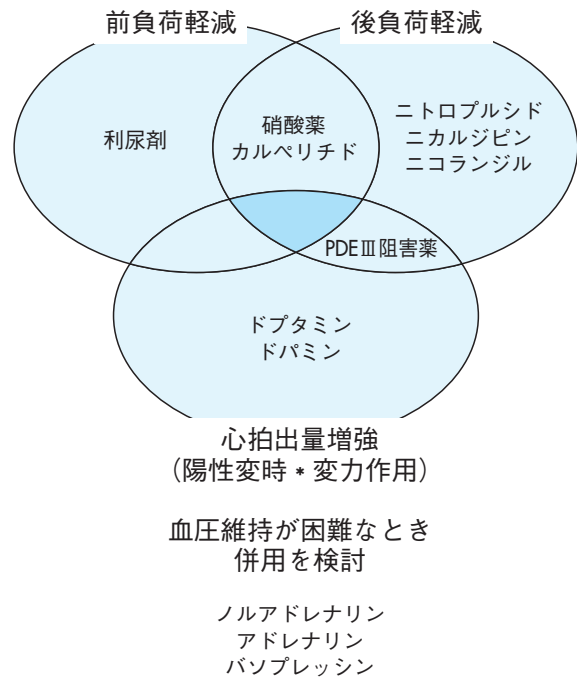 前負荷軽減
後負荷軽減
利尿剤
硝酸薬
カルペリチド
ニトロプルシド
ニカルジピン
ニコランジル
PDEⅢ阻害薬
ドプタミン
ドパミン
心拍出量増強
（陽性変時＊変力作用）
血圧維持が困難なとき
併用を検討
ノルアドレナリン
アドレナリン
バソプレッシン